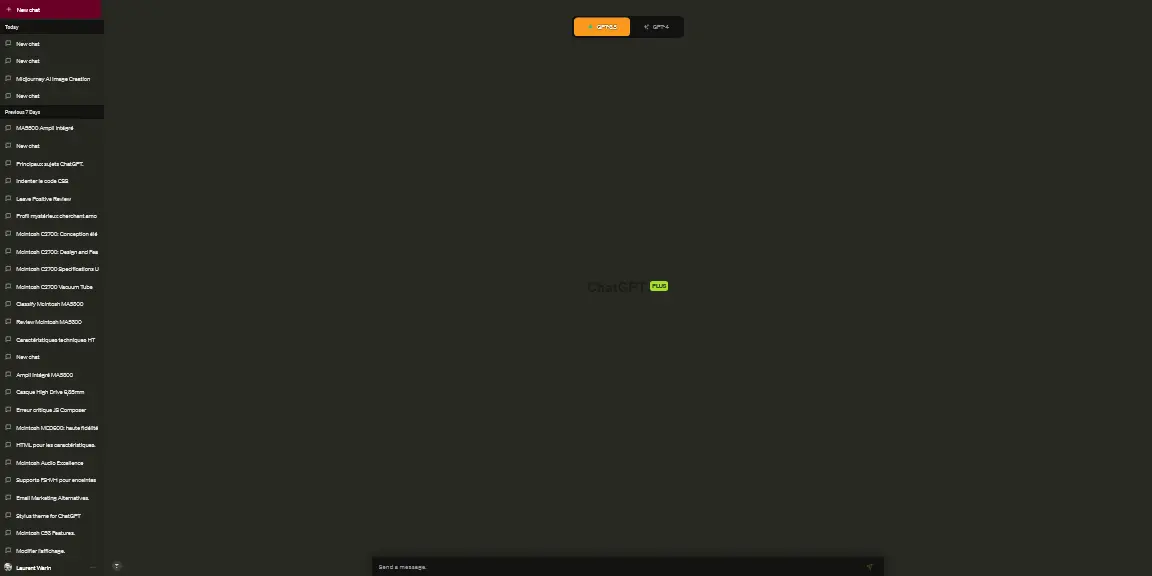 New chat
Today
New chat
New chat
Midjourney AI Image Creation
New chat
Previous 7 Days
MA5300 Ampli Intégré
New chat
Principaux sujets ChatGPT.
Indenter le code CSS
Leave Positive Review
Profil mystérieux cherchant amo
McIntosh C2700: Conception élé
McIntosh C2700: Design and Fea
McIntosh C2700 Specifications U
McIntosh C2700 Vacuum Tube
Classify McIntosh MA5300
Review McIntosh MA5300
Caractéristiques techniques HT
New chat
Ampli Intégré MA5300
Casque High Drive 6,35mm
Erreur critique JS Composer
McIntosh MCD600: haute fidélité
HTML pour les caractéristiques.
McIntosh Audio Excellence
Supports FS-MH pour enceintes
Email Marketing Alternatives.
Stylus theme for ChatGPT
McIntosh C53 Features.
Modifier l'affichage.
Laurent Warin
GPT-3.5
GPT-4
ChatGPT PLUS
Send a message.
?